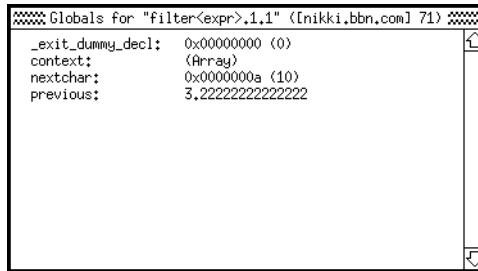 Globals for "filter<expr>.1.1" ([nikki.bbn.com] 71)
_exit_dummy_decl: 0x00000000 (0)
context: (Array)
nextchar: 0x0000000a (10)
previous: 3.22222222222222